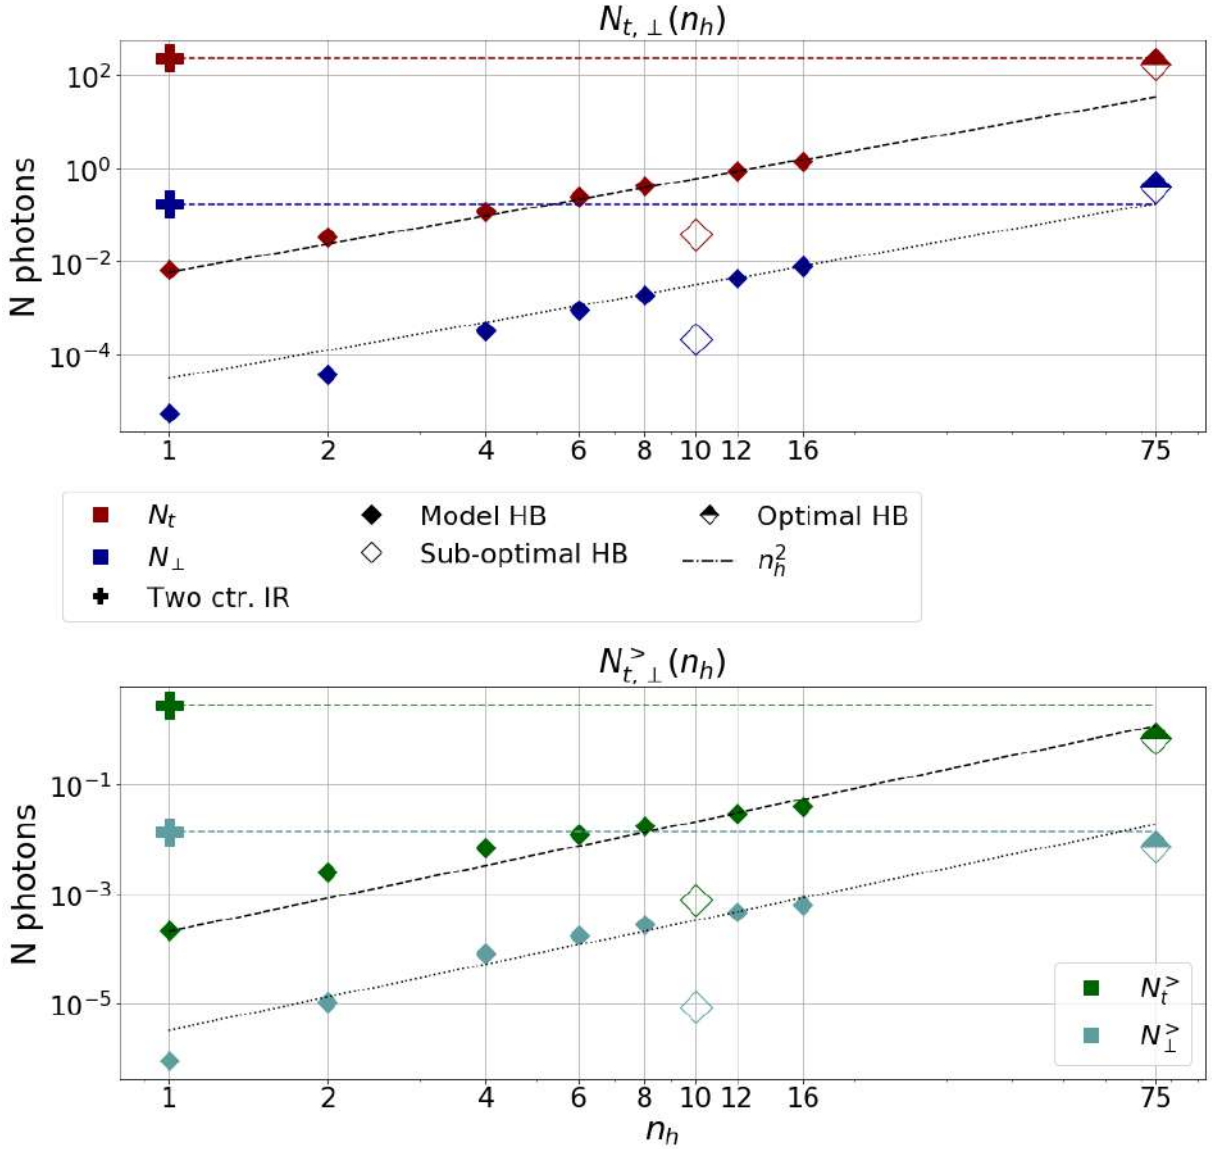 N_{t,⊥}(n_h)
N photons
10^2
10^0
10^{-2}
10^{-4}
1 2 4 6 8 10 12 16 75
N_t Model HB Optimal HB
N_⊥ Sub-optimal HB n_h^2
Two ctr. IR
N^>_{t,⊥}(n_h)
N photons
10^{-1}
10^{-3}
10^{-5}
N_t^>
N_⊥^>
1 2 4 6 8 10 12 16 75
n_h